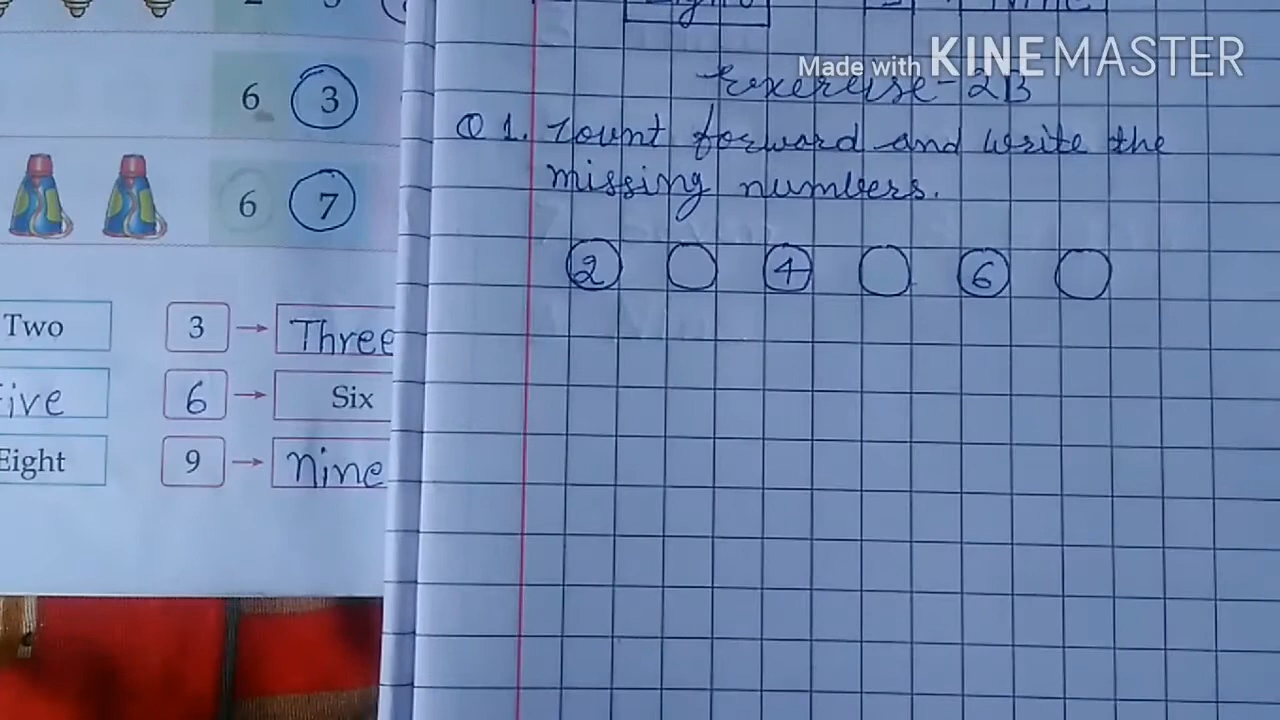 Made with KINEMASTER
6 3
6 7
Two 3 → Three
Five 6 → Six
Eight 9 → Nine
Exercise-2B
Q 1. Count forward and write the
missing numbers.
2 4 6